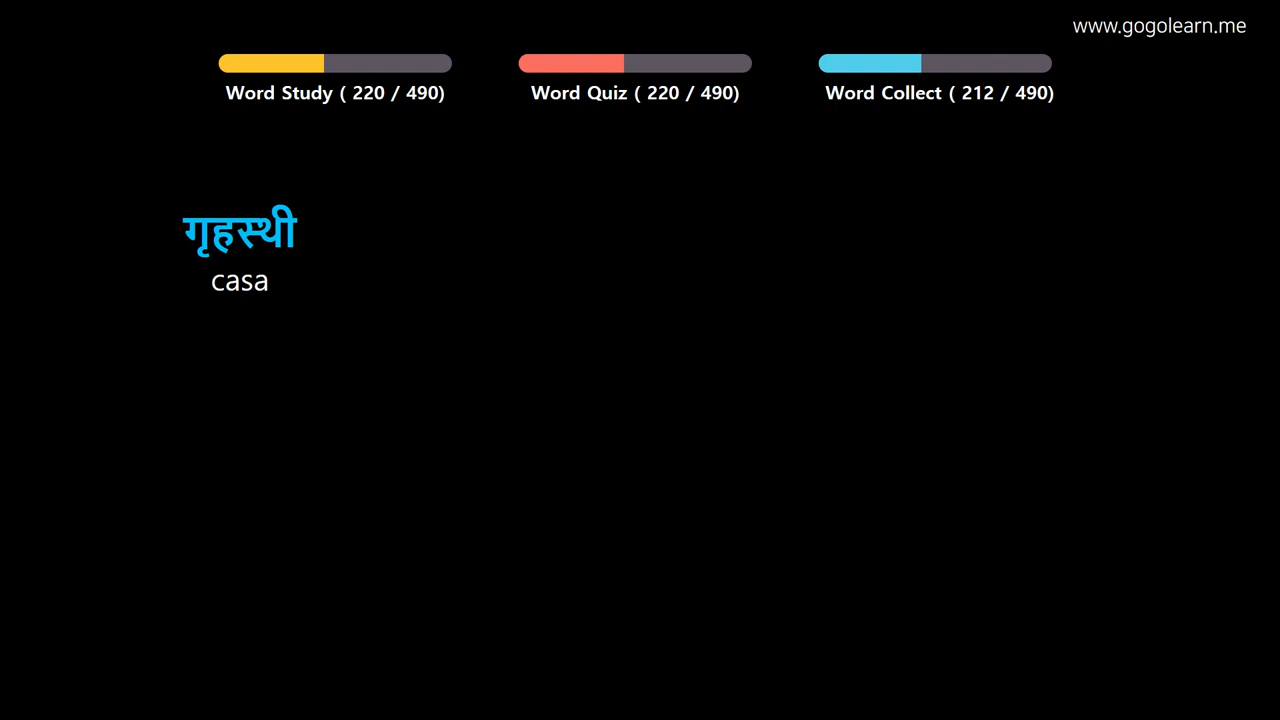 www.gogolearn.me
Word Study ( 220 / 490)
Word Quiz ( 220 / 490)
Word Collect ( 212 / 490)
गृहस्थी
casa